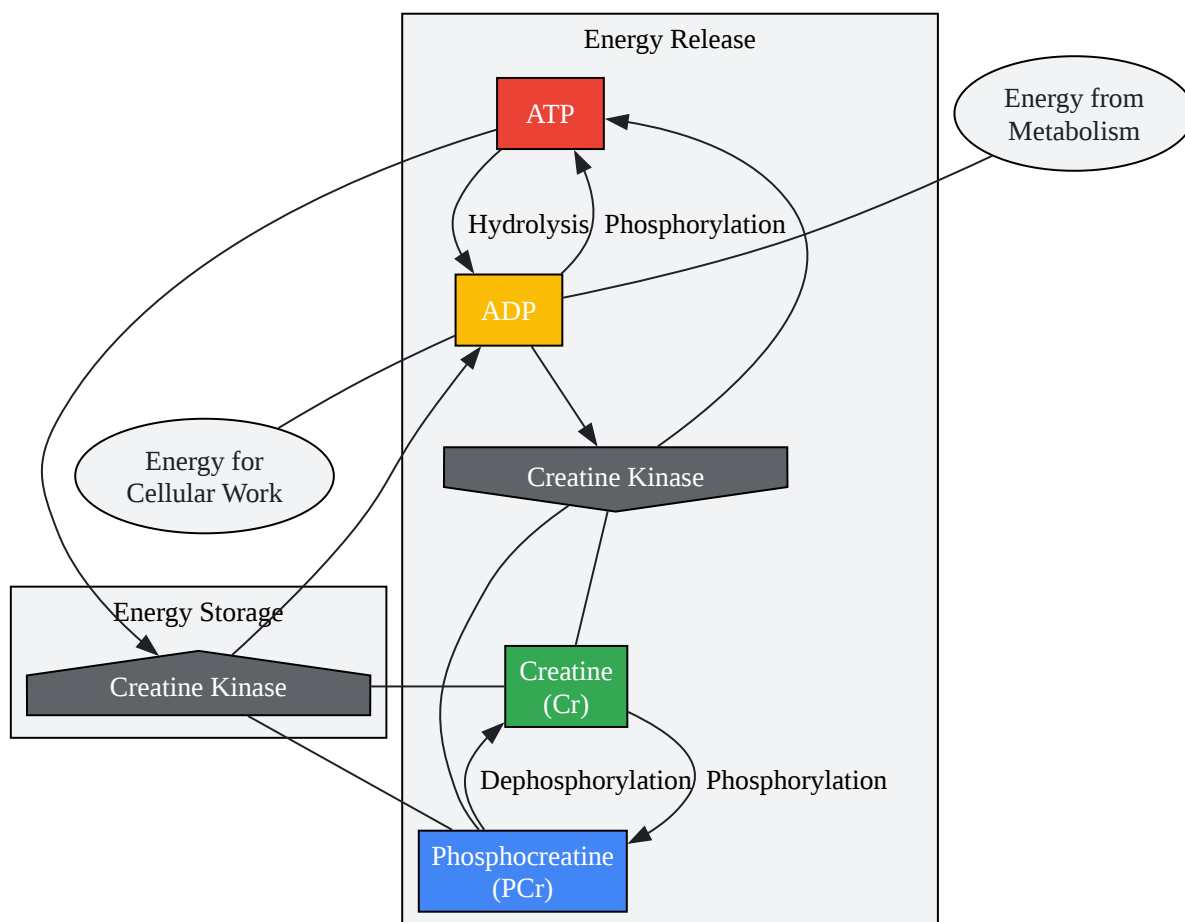 Energy Release
ATP
Energy from
Metabolism
Hydrolysis
Phosphorylation
ADP
Energy for
Cellular Work
Creatine Kinase
Energy Storage
Creatine Kinase
Creatine
(Cr)
Dephosphorylation
Phosphorylation
Phosphocreatine
(PCr)